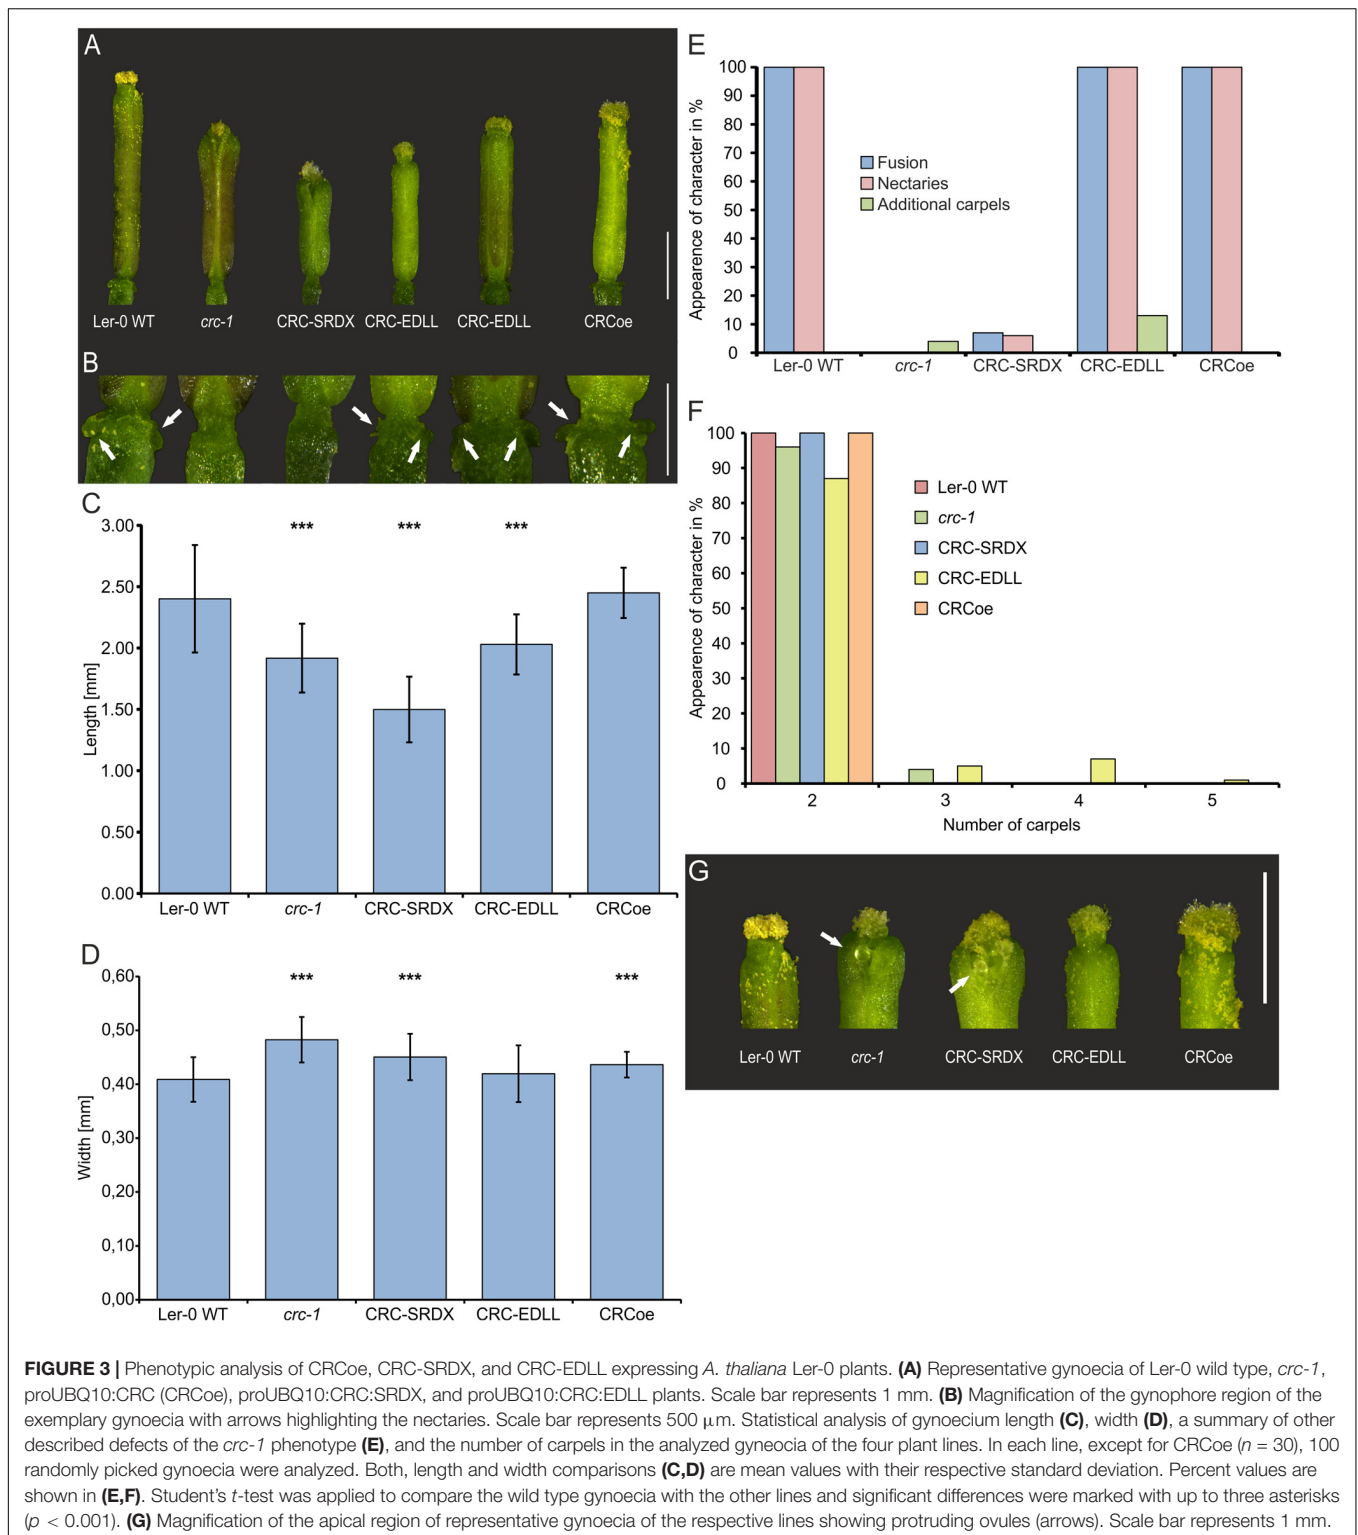 A
Ler-0 WT crc-1 CRC-SRDX CRC-EDLL CRC-EDLL CRCoe
B
C
Length [mm]
3.00
***
***
***
2.50
2.00
1.50
1.00
0.50
0.00
Ler-0 WT crc-1 CRC-SRDX CRC-EDLL CRCoe
D
Width [mm]
0,60
***
***
***
0,50
0,40
0,30
0,20
0,10
0,00
Ler-0 WT crc-1 CRC-SRDX CRC-EDLL CRCoe
E
Appearence of character in %
100
90
80
70
60
50
40
30
20
10
0
Fusion
Nectaries
Additional carpels
Ler-0 WT crc-1 CRC-SRDX CRC-EDLL CRCoe
F
Appearence of character in %
100
90
80
70
60
50
40
30
20
10
0
Ler-0 WT
crc-1
CRC-SRDX
CRC-EDLL
CRCoe
2 3 4 5
Number of carpels
G
Ler-0 WT crc-1 CRC-SRDX CRC-EDLL CRCoe
FIGURE 3 | Phenotypic analysis of CRCoe, CRC-SRDX, and CRC-EDLL expressing A. thaliana Ler-0 plants. (A) Representative gynoecia of Ler-0 wild type, crc-1,
proUBQ10:CRC (CRCoe), proUBQ10:CRC:SRDX, and proUBQ10:CRC:EDLL plants. Scale bar represents 1 mm. (B) Magnification of the gynophore region of the
exemplary gynoecia with arrows highlighting the nectaries. Scale bar represents 500 μm. Statistical analysis of gynoecium length (C), width (D), a summary of other
described defects of the crc-1 phenotype (E), and the number of carpels in the analyzed gyneocia of the four plant lines. In each line, except for CRCoe (n = 30), 100
randomly picked gynoecia were analyzed. Both, length and width comparisons (C,D) are mean values with their respective standard deviation. Percent values are
shown in (E,F). Student's t-test was applied to compare the wild type gynoecia with the other lines and significant differences were marked with up to three asterisks
(p < 0.001). (G) Magnification of the apical region of representative gynoecia of the respective lines showing protruding ovules (arrows). Scale bar represents 1 mm.